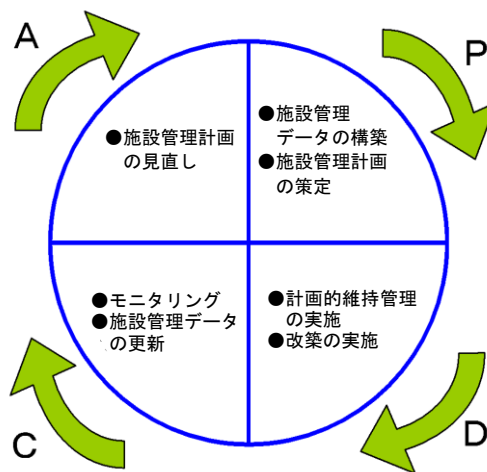 A
P
●施設管理計画
の見直し
●施設管理
データの構築
●施設管理計画
の策定
●モニタリング
●施設管理データ
の更新
●計画的維持管理
の実施
●改築の実施
C
D